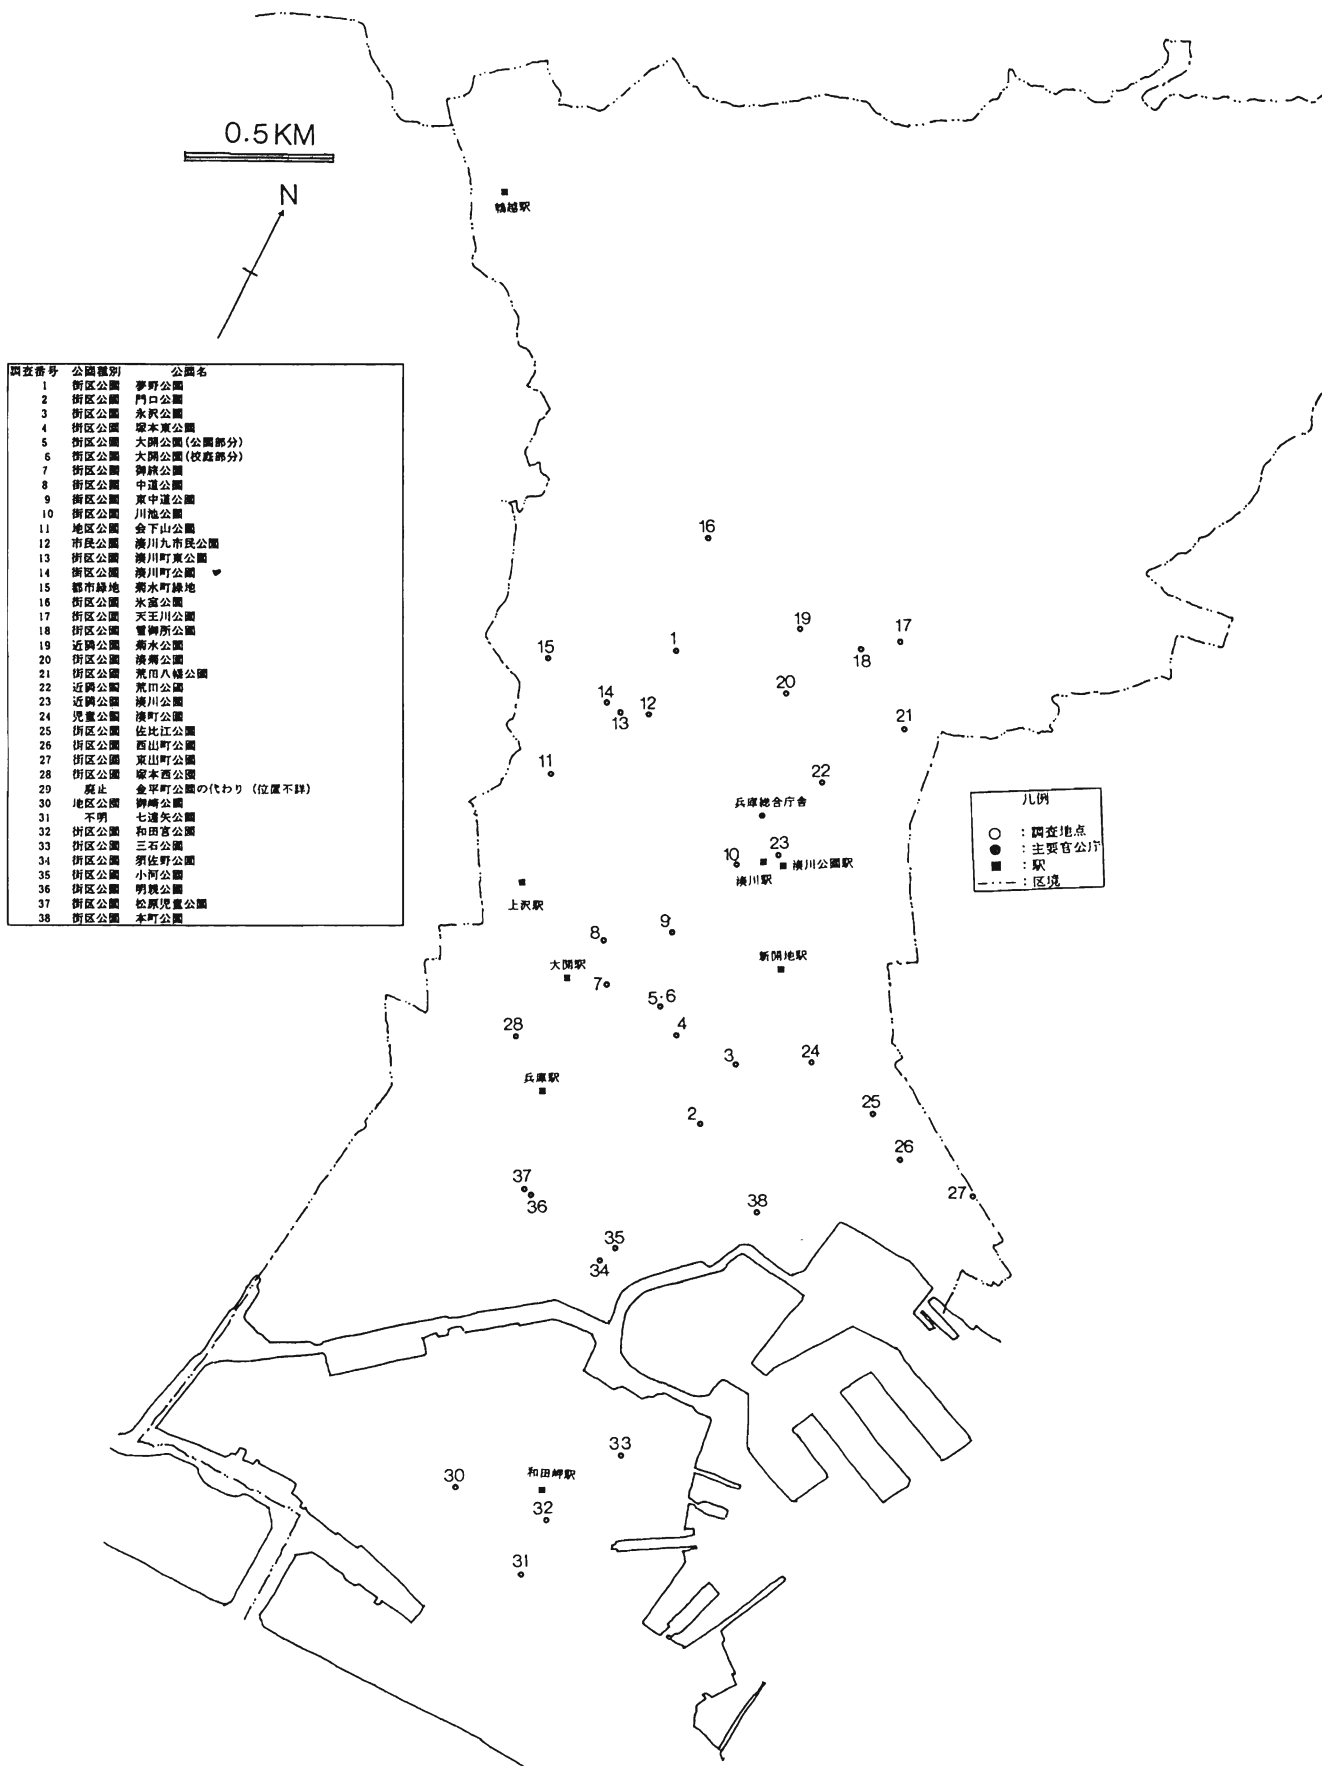 0.5KM
N
鵯越駅
調査番号 公園種別 公園名
1 街区公園 夢野公園
2 街区公園 門口公園
3 街区公園 永沢公園
4 街区公園 塚本東公園
5 街区公園 大開公園(公園部分)
6 街区公園 大開公園(校庭部分)
7 街区公園 御旅公園
8 街区公園 中道公園
9 街区公園 東中道公園
10 街区公園 川池公園
11 地区公園 会下山公園
12 市民公園 湊川九市民公園
13 街区公園 湊川町東公園
14 街区公園 湊川町公園
15 都市緑地 菊水町緑地
16 街区公園 氷室公園
17 街区公園 天王川公園
18 街区公園 雪御所公園
19 近隣公園 菊水公園
20 街区公園 湊菊公園
21 街区公園 荒田八幡公園
22 近隣公園 荒田公園
23 近隣公園 湊川公園
24 児童公園 湊町公園
25 街区公園 佐比江公園
26 街区公園 西出町公園
27 街区公園 東出町公園
28 街区公園 塚本西公園
29 廃止 金平町公園の代わり(位置不詳)
30 地区公園 御崎公園
31 不明 七遠矢公園
32 街区公園 和田宮公園
33 街区公園 三石公園
34 街区公園 須佐野公園
35 街区公園 小河公園
36 街区公園 明親公園
37 街区公園 松原児童公園
38 街区公園 本町公園
16
19
17
15
1
18
20
14
13
12
21
11
22
兵庫総合庁舎
凡例
○ : 調査地点
● : 主要官公庁
■ : 駅
: 区境
23
10
湊川公園駅
湊川駅
上沢駅
9
8
大開駅
新開地駅
7
5・6
28
4
3
24
兵庫駅
25
2
26
37
36
27
38
35
34
33
30
和田岬駅
32
31